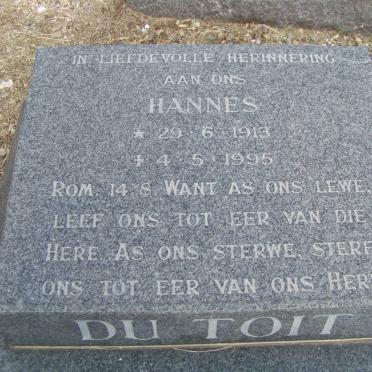 IN LIEFDEVOLLE HERINNERING
AAN ONS
HANNES
* 29-6-1913
✝ 4-5-1995
ROM. 14:8 WANT AS ONS LEWE,
LEEF ONS TOT EER VAN DIE
HERE. AS ONS STERWE, STERF
ONS TOT EER VAN ONS HERE
DU TOIT